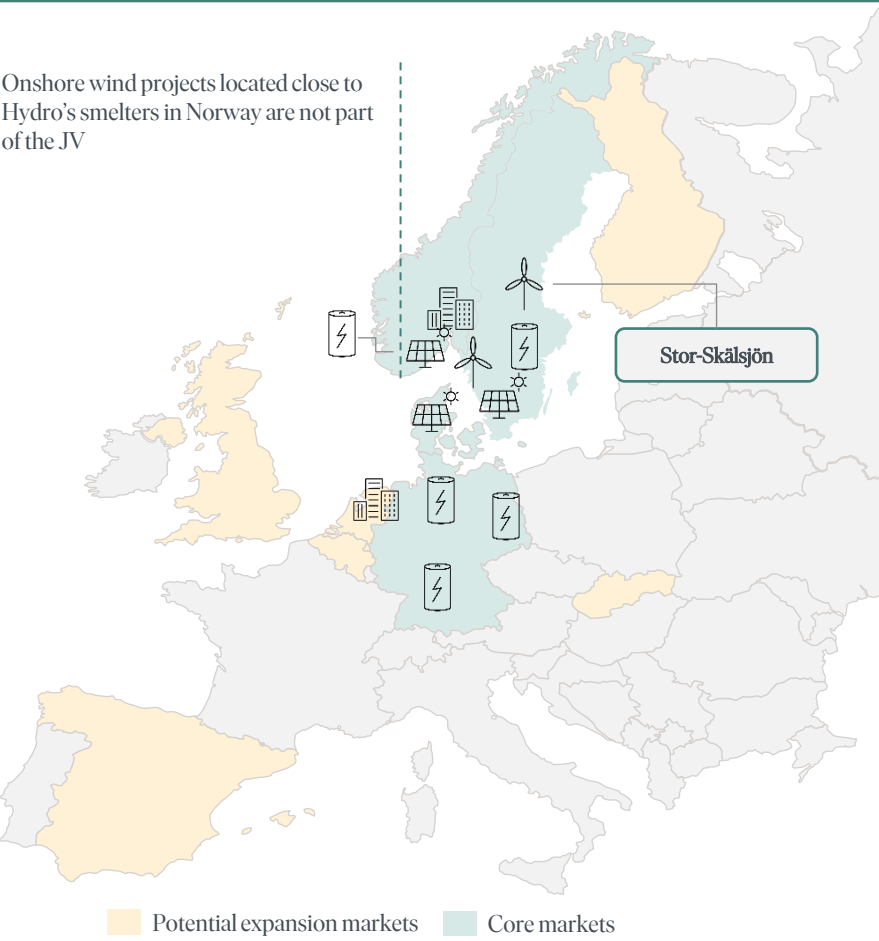 Onshore wind projects located close to
Hydro’s smelters in Norway are not part
of the JV
Stor-Skälsjön
Potential expansion markets
Core markets